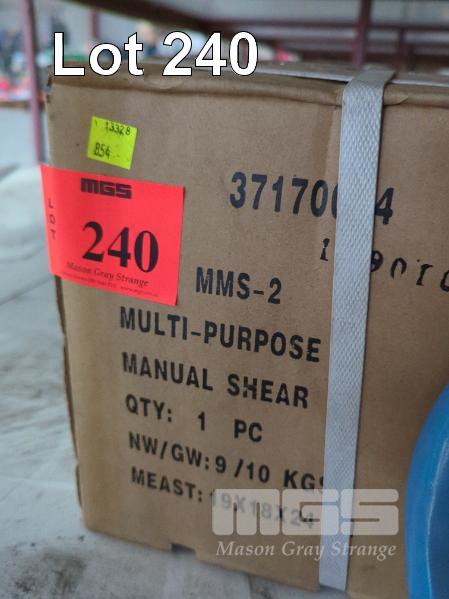 Lot 240
13328
B54
MGS
LOT
240
Mason Gray Strange
MMS-2
MULTI-PURPOSE
MANUAL SHEAR
QTY: 1 PC
NW/GW: 9/10 KGS
MEAST: 19X18X24
MGS
Mason Gray Strange